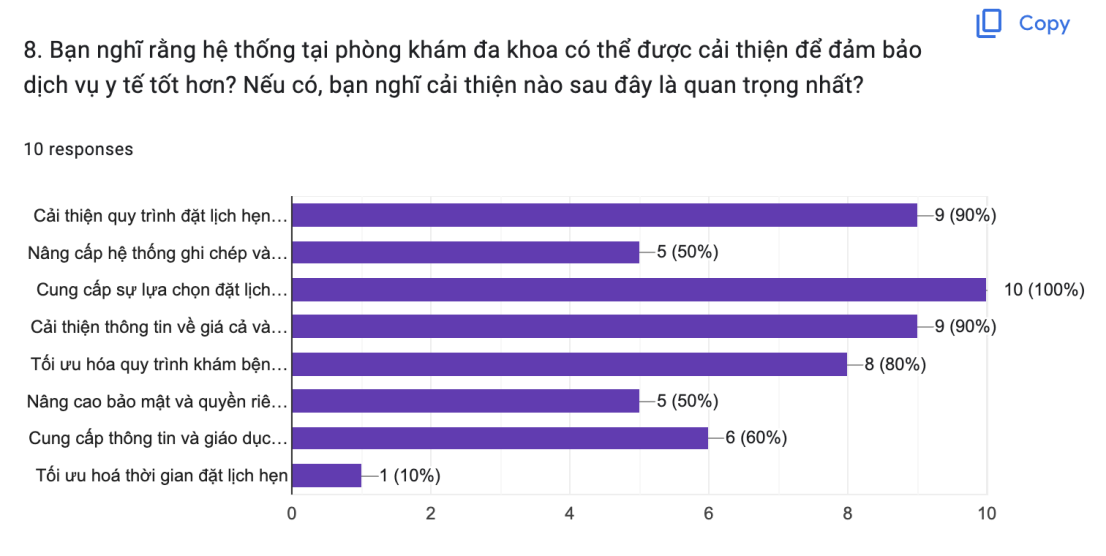 Copy
8. Bạn nghĩ rằng hệ thống tại phòng khám đa khoa có thể được cải thiện để đảm bảo
dịch vụ y tế tốt hơn? Nếu có, bạn nghĩ cải thiện nào sau đây là quan trọng nhất?
10 responses
Cải thiện quy trình đặt lịch hẹn... 9 (90%)
Nâng cấp hệ thống ghi chép và... 5 (50%)
Cung cấp sự lựa chọn đặt lịch... 10 (100%)
Cải thiện thông tin về giá cả và... 9 (90%)
Tối ưu hóa quy trình khám bện... 8 (80%)
Nâng cao bảo mật và quyền riê... 5 (50%)
Cung cấp thông tin và giáo dục... 6 (60%)
Tối ưu hoá thời gian đặt lịch hẹn 1 (10%)
0 2 4 6 8 10